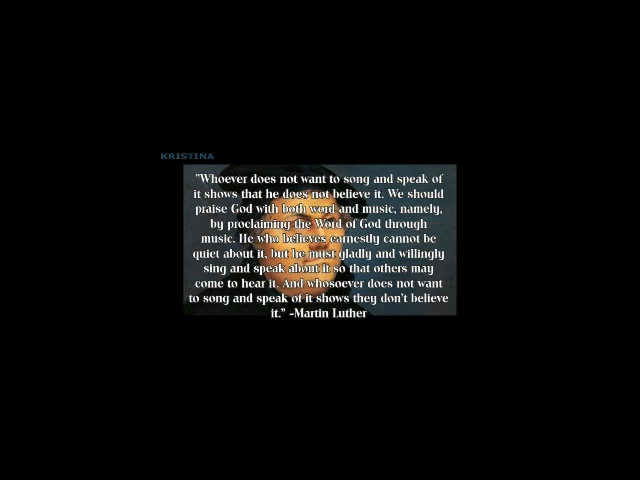 KRISTINA
"Whoever does not want to song and speak of
it shows that he does not believe it. We should
praise God with both word and music, namely,
by proclaiming the Word of God through
music. He who believes earnestly cannot be
quiet about it, but he must gladly and willingly
sing and speak about it so that others may
come to hear it. And whosoever does not want
to song and speak of it shows they don't believe
it." -Martin Luther